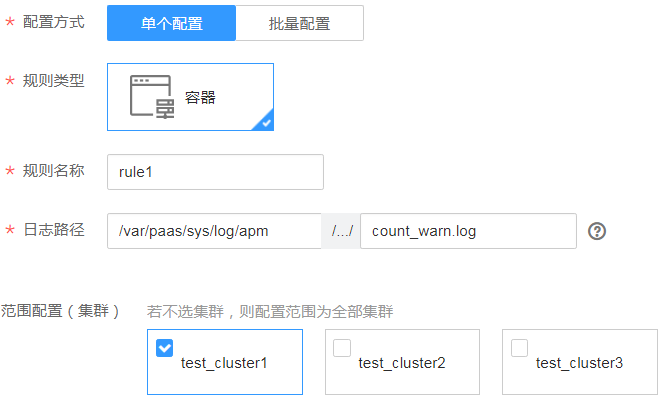 * 配置方式 单个配置 批量配置
* 规则类型 容器
* 规则名称 rule1
* 日志路径 /var/paas/sys/log/apm /.../ count_warn.log ?
范围配置（集群） 若不选集群，则配置范围为全部集群
test_cluster1 test_cluster2 test_cluster3